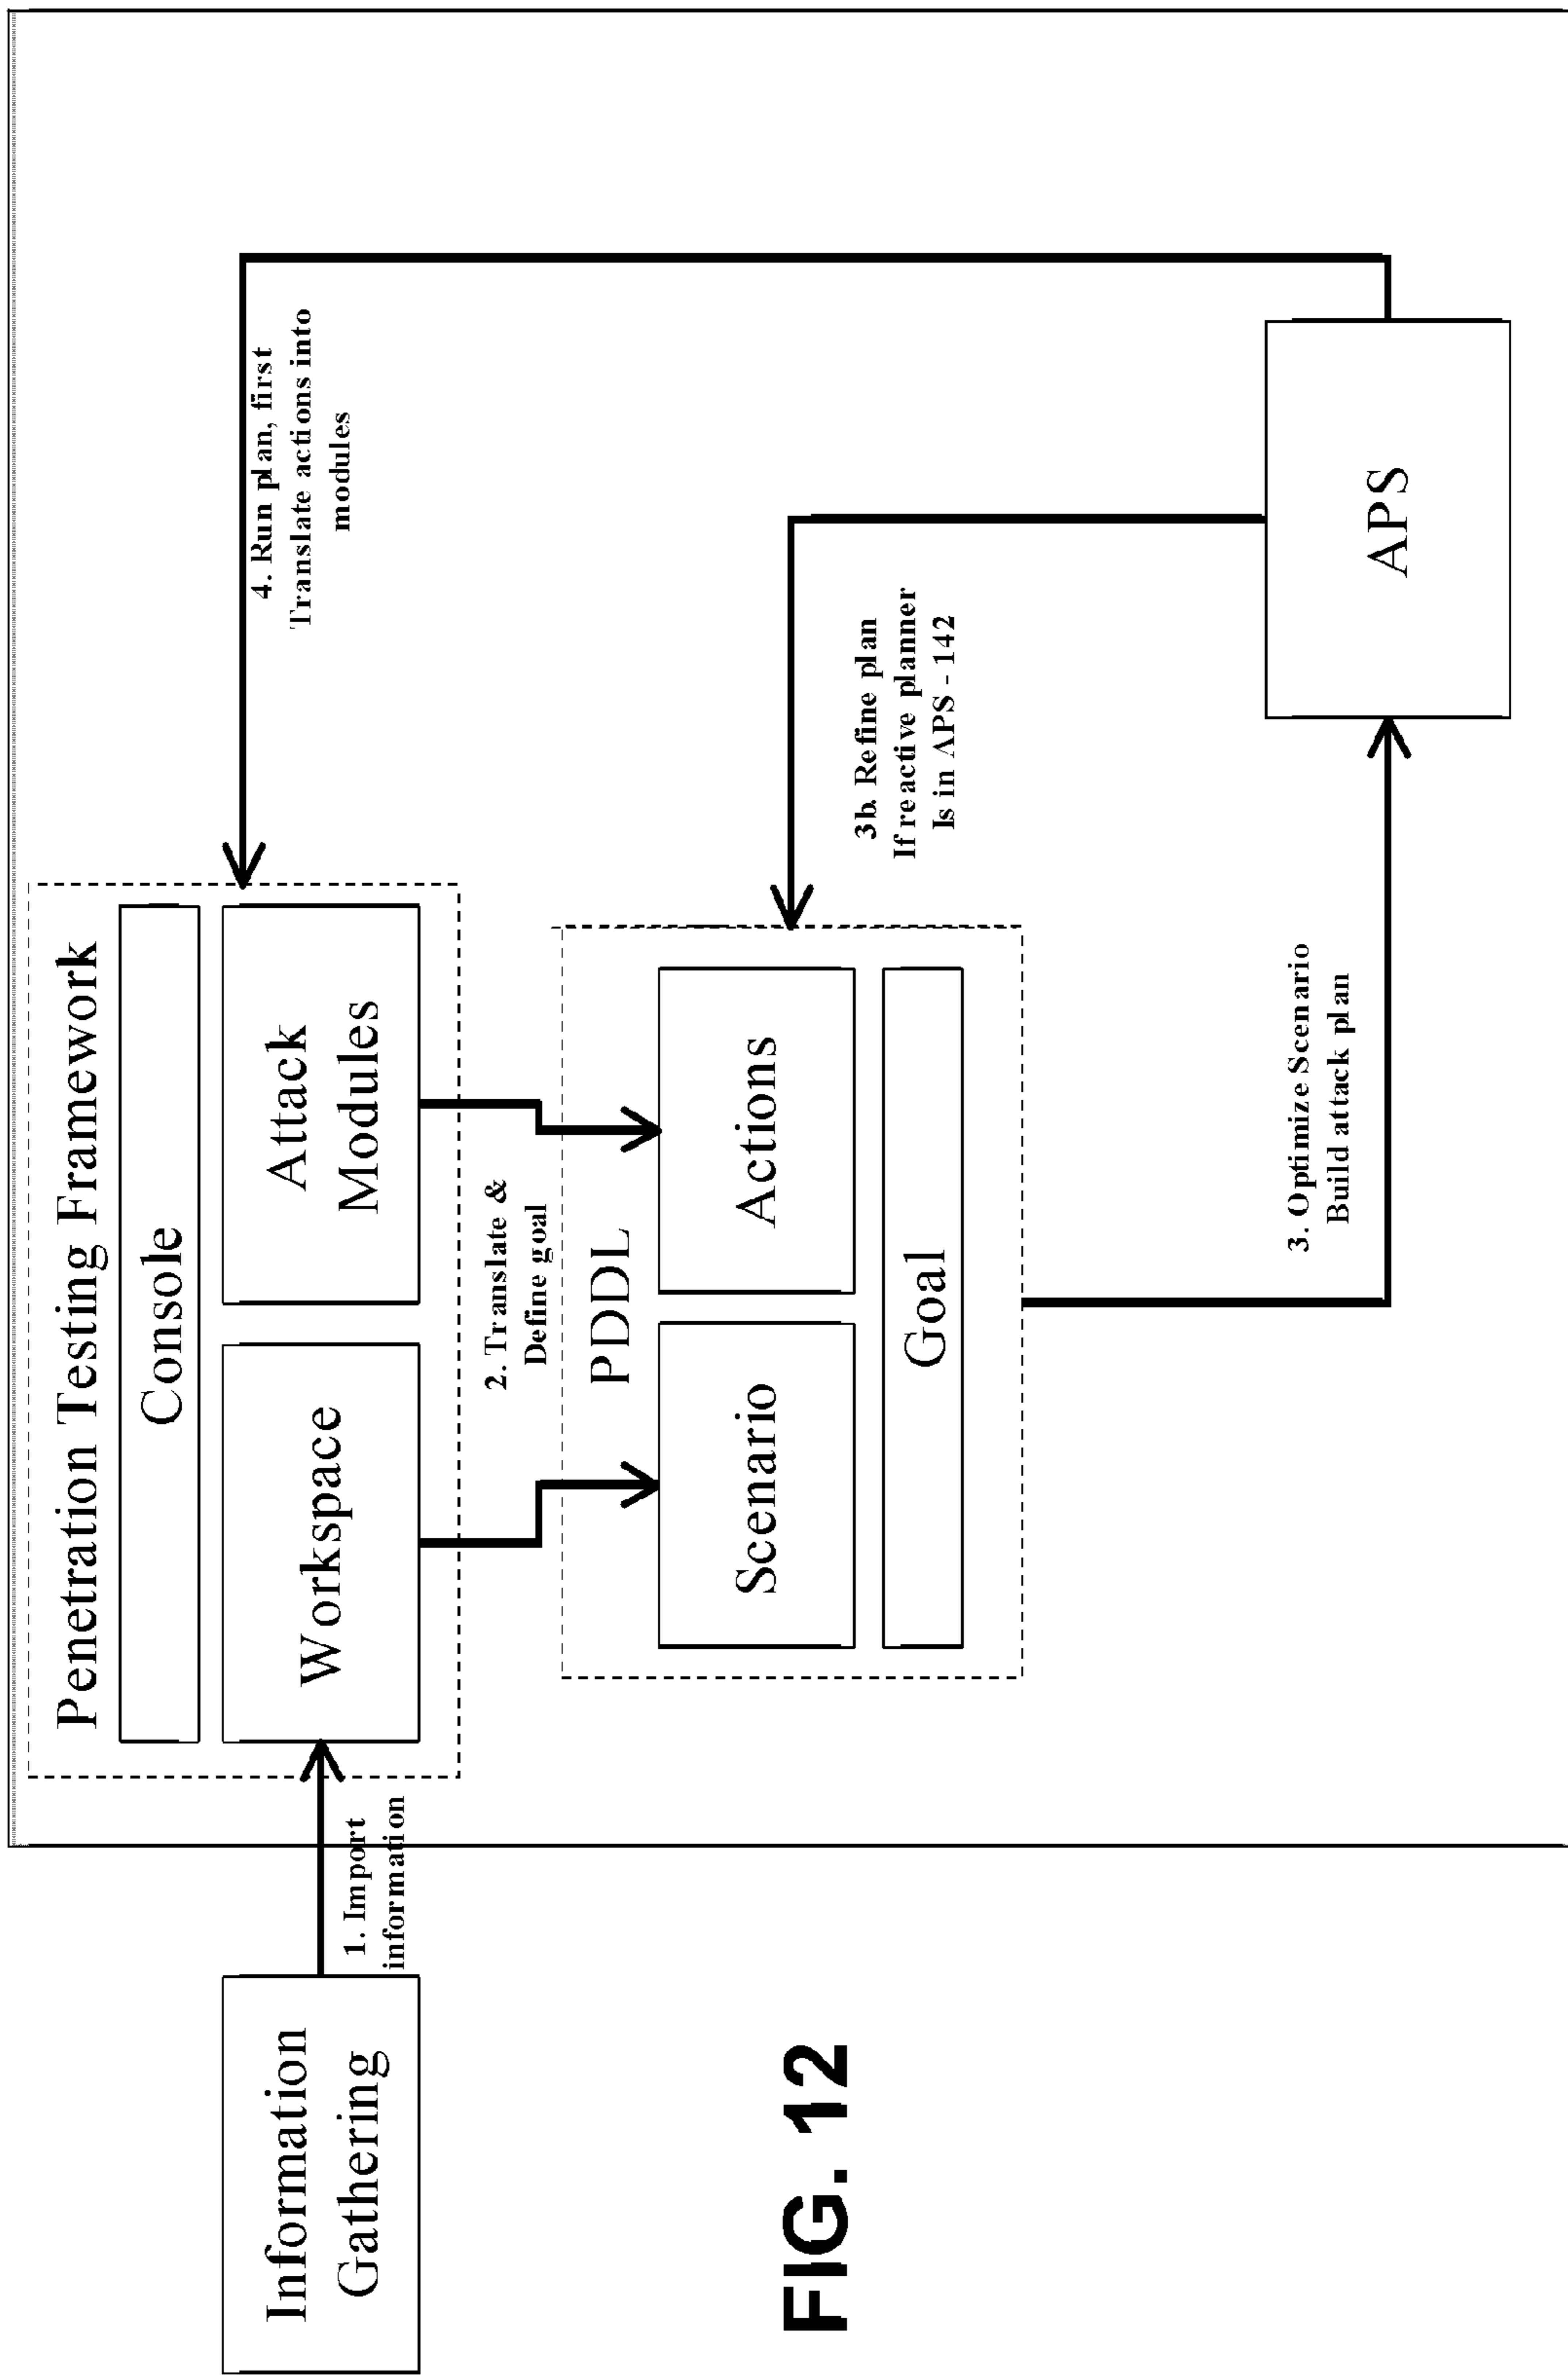 Penetration Testing Framework
Console
Information
Gathering
1. Import
information
Workspace
Attack
Modules
4. Run plan, first
Translate actions into
modules
2. Translate &
Define goal
PDDL
Scenario
Actions
Goal
3b. Refine plan
If reactive planner
Is in APS - 142
3. Optimize Scenario
Build attack plan
APS
FIG. 12